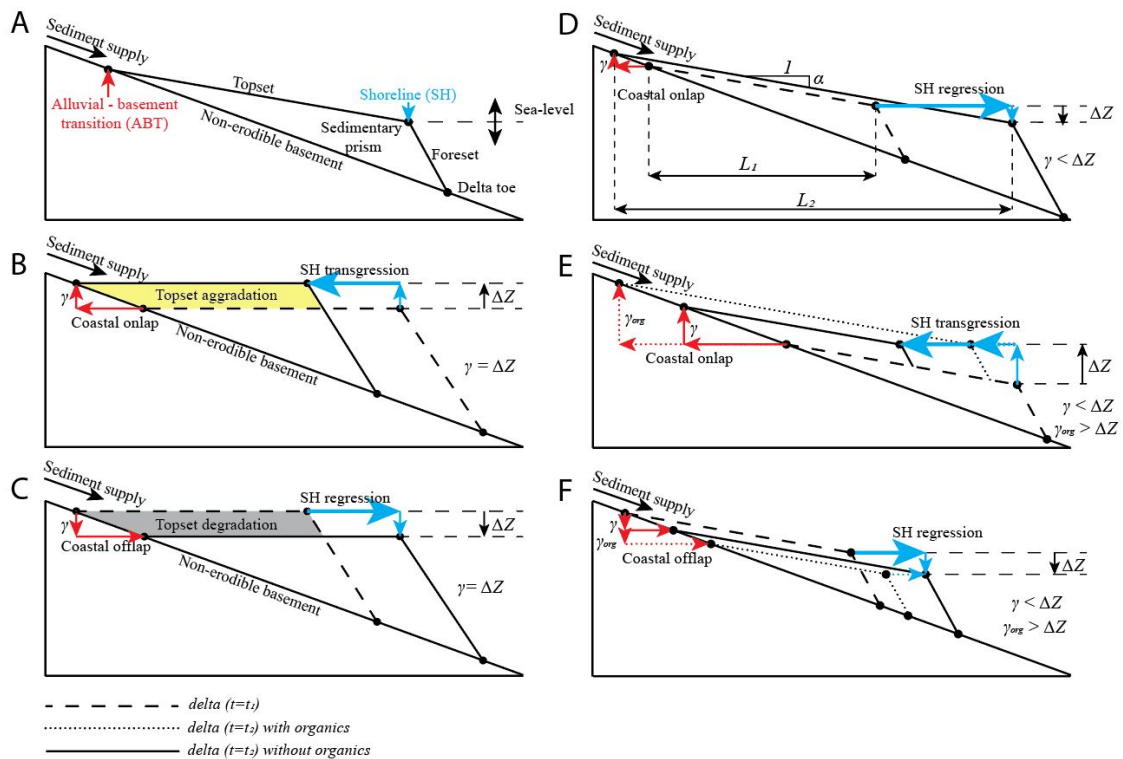 A
Sediment supply
Topset
Alluvial - basement
transition (ABT)
Non-erodible basement
Shoreline (SH)
Sea-level
Sedimentary
prism
Foreset
Delta toe
B
Sediment supply
SH transgression
γ
Topset aggradation
ΔZ
Coastal onlap
Non-erodible basement
γ = ΔZ
C
Sediment supply
SH regression
γ
Topset degradation
ΔZ
Coastal offlap
Non-erodible basement
γ = ΔZ
delta (t=t₁)
delta (t=t₂) with organics
delta (t=t₂) without organics
D
Sediment supply
γ
Coastal onlap
1
α
SH regression
ΔZ
L₁
γ < ΔZ
L₂
E
Sediment supply
γorg
γ
SH transgression
Coastal onlap
ΔZ
γ < ΔZ
γorg > ΔZ
F
Sediment supply
γ
γorg
SH regression
Coastal offlap
ΔZ
γ < ΔZ
γorg > ΔZ